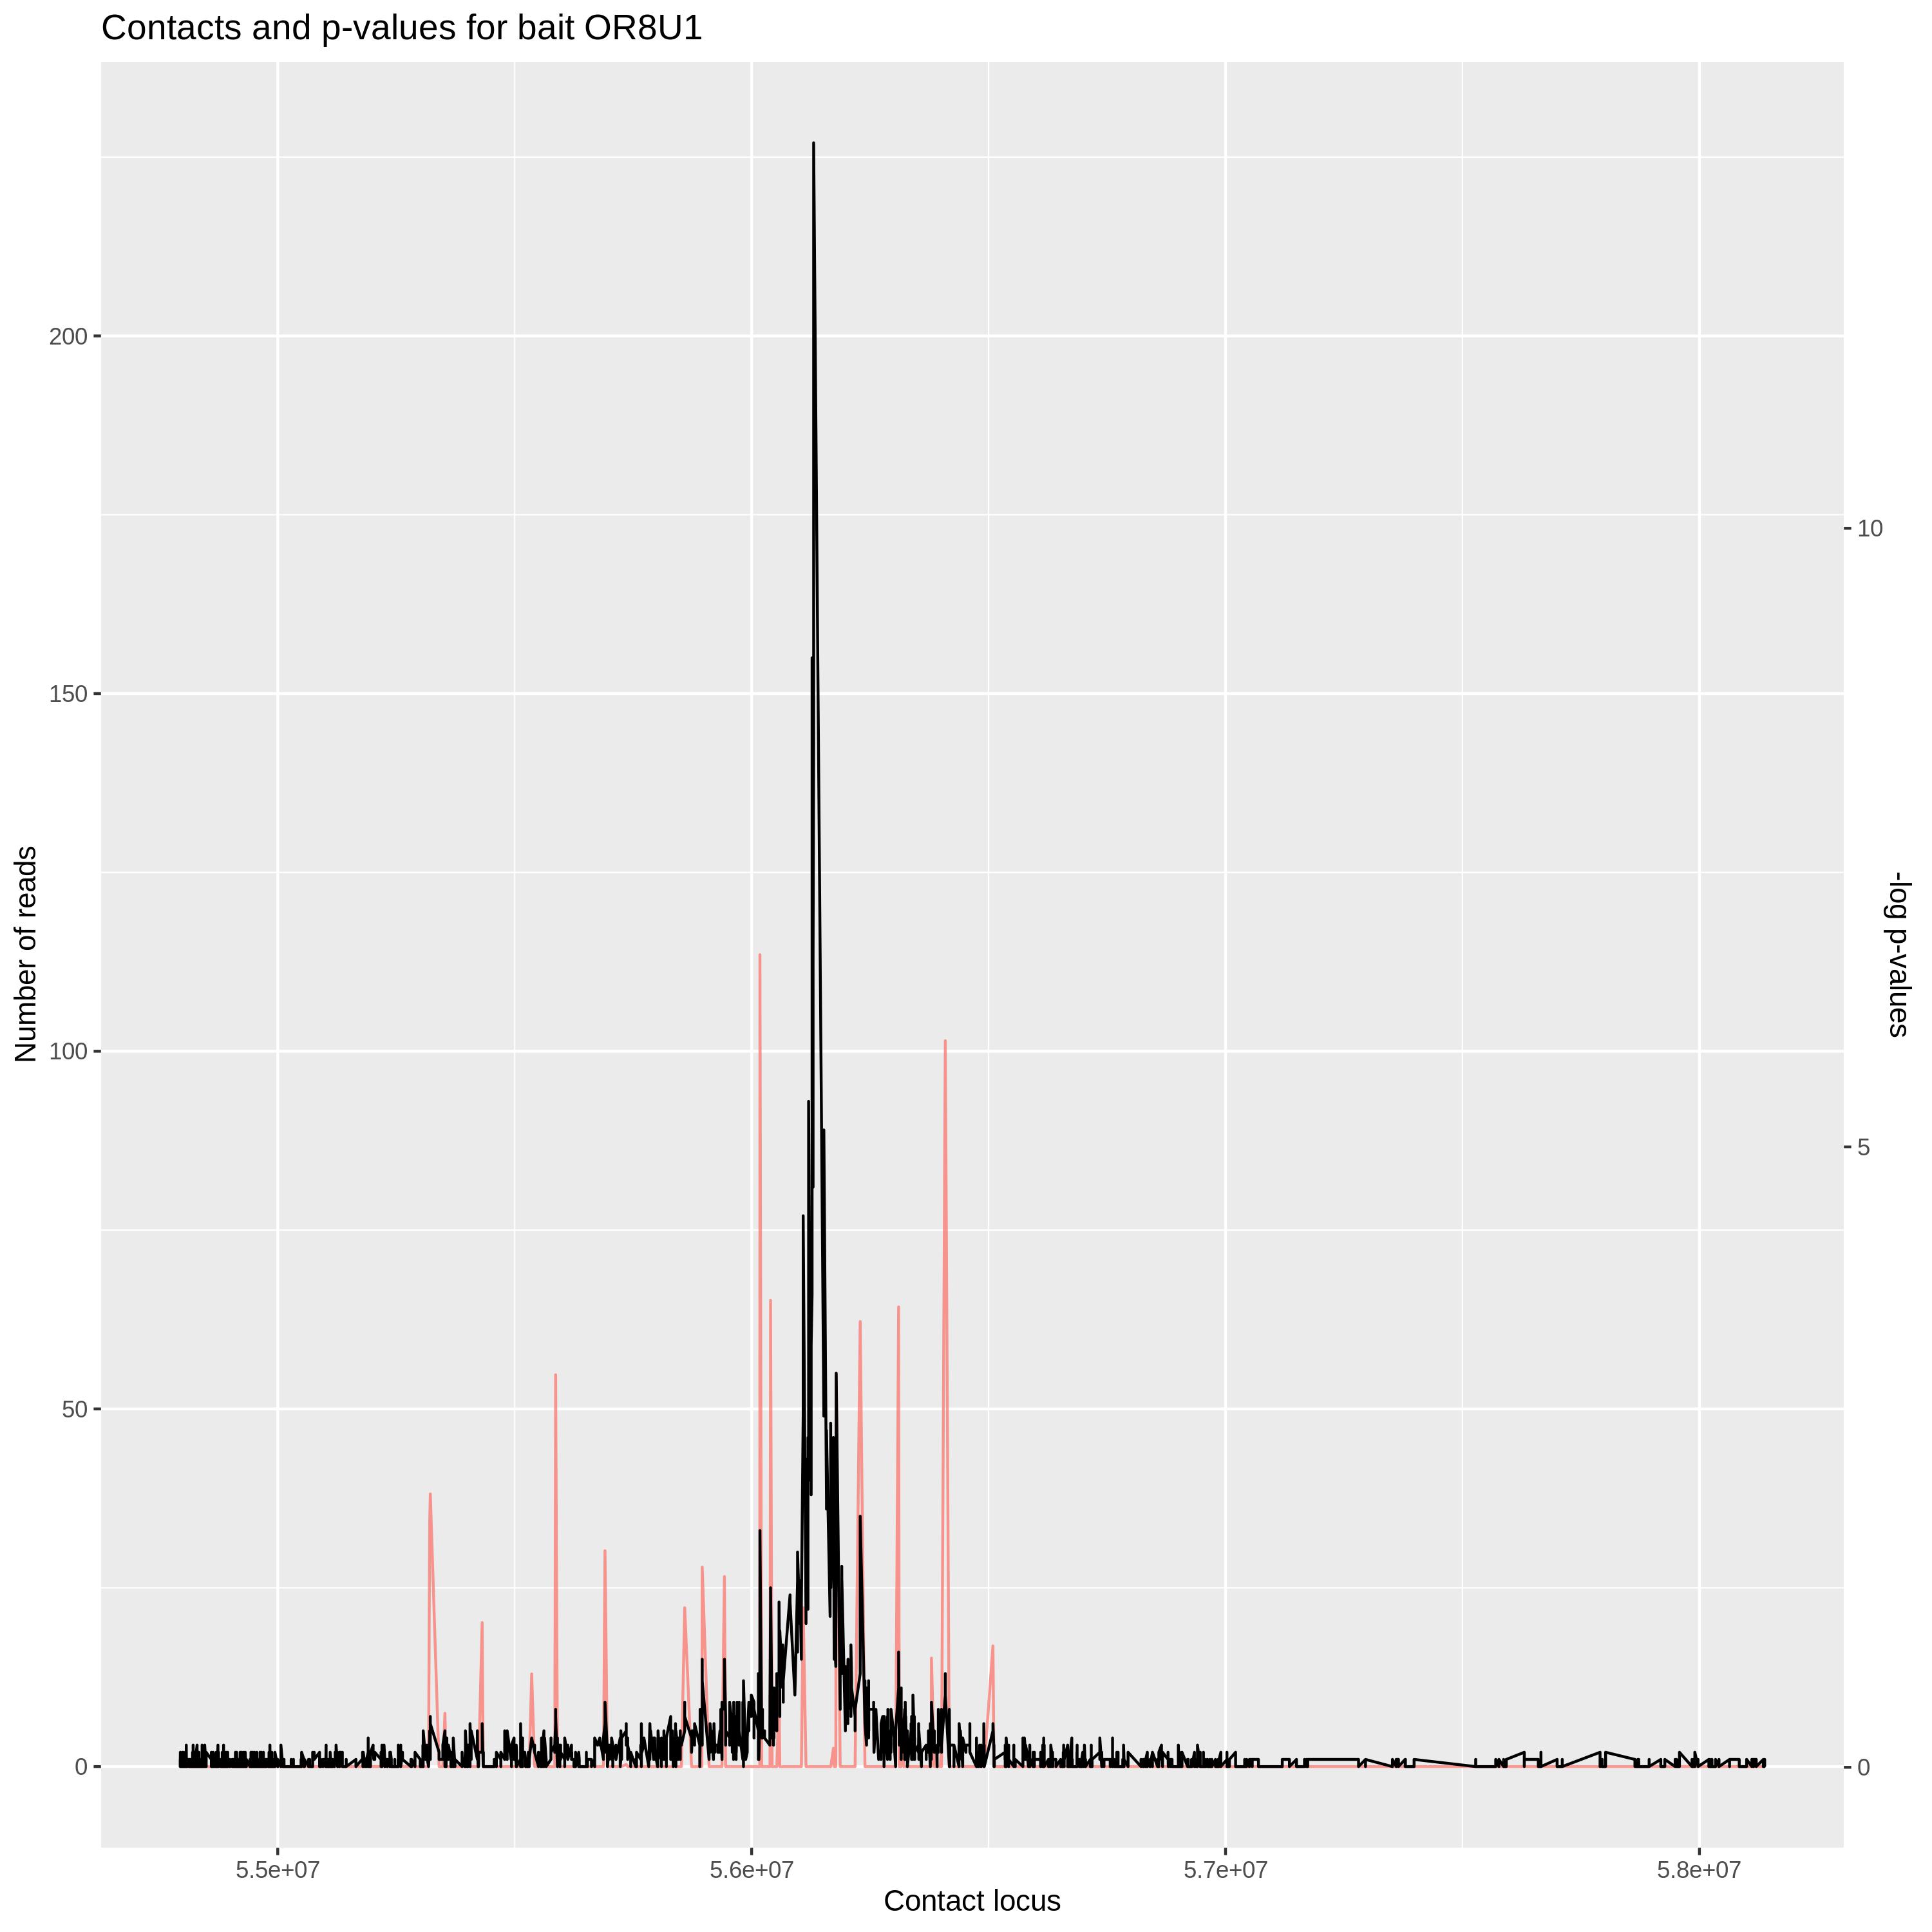 Contacts and p-values for bait OR8U1
200
150
100
50
0
10
5
0
Number of reads
-log p-values
5.5e+07
5.6e+07
5.7e+07
5.8e+07
Contact locus